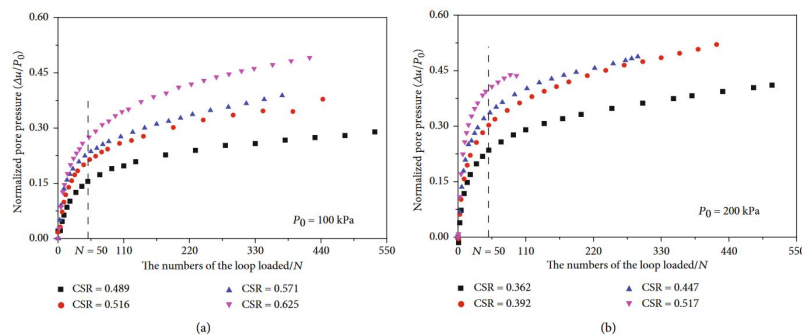 0.60
0.45
0.30
0.15
0.00
Normalized pore pressure (Δu/P0)
P0 = 100 kPa
0
N = 50
110
220
330
440
550
The numbers of the loop loaded/N
CSR = 0.489
CSR = 0.571
CSR = 0.516
CSR = 0.625
(a)
0.60
0.45
0.30
0.15
0.00
Normalized pore pressure (Δu/P0)
P0 = 200 kPa
0
N = 50
110
220
330
440
550
The numbers of the loop loaded/N
CSR = 0.362
CSR = 0.447
CSR = 0.392
CSR = 0.517
(b)